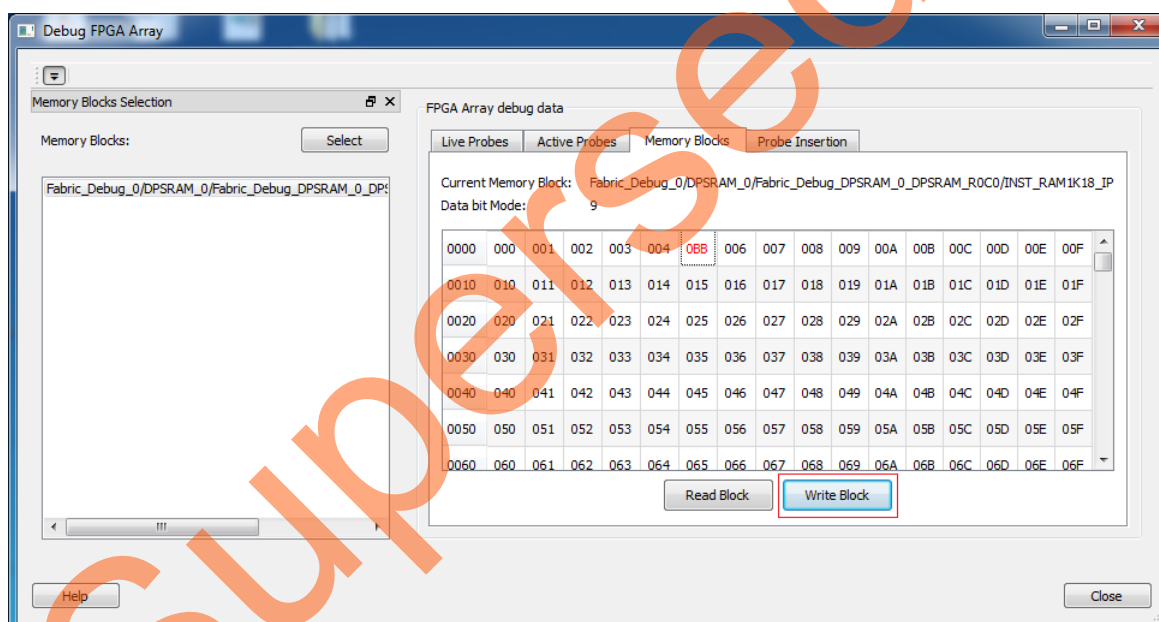 Debug FPGA Array
Memory Blocks Selection
Memory Blocks:
Select
Fabric_Debug_0/DPSRAM_0/Fabric_Debug_DPSRAM_0_DPS
FPGA Array debug data
Live Probes
Active Probes
Memory Blocks
Probe Insertion
Current Memory Block: Fabric_Debug_0/DPSRAM_0/Fabric_Debug_DPSRAM_0_DPSRAM_R0C0/INST_RAM1K18_IP
Data bit Mode: 9
0000 000 001 002 003 004 0BB 006 007 008 009 00A 00B 00C 00D 00E 00F
0010 010 011 012 013 014 015 016 017 018 019 01A 01B 01C 01D 01E 01F
0020 020 021 022 023 024 025 026 027 028 029 02A 02B 02C 02D 02E 02F
0030 030 031 032 033 034 035 036 037 038 039 03A 03B 03C 03D 03E 03F
0040 040 041 042 043 044 045 046 047 048 049 04A 04B 04C 04D 04E 04F
0050 050 051 052 053 054 055 056 057 058 059 05A 05B 05C 05D 05E 05F
0060 060 061 062 063 064 065 066 067 068 069 06A 06B 06C 06D 06E 06F
Read Block
Write Block
Help
Close
Supersed